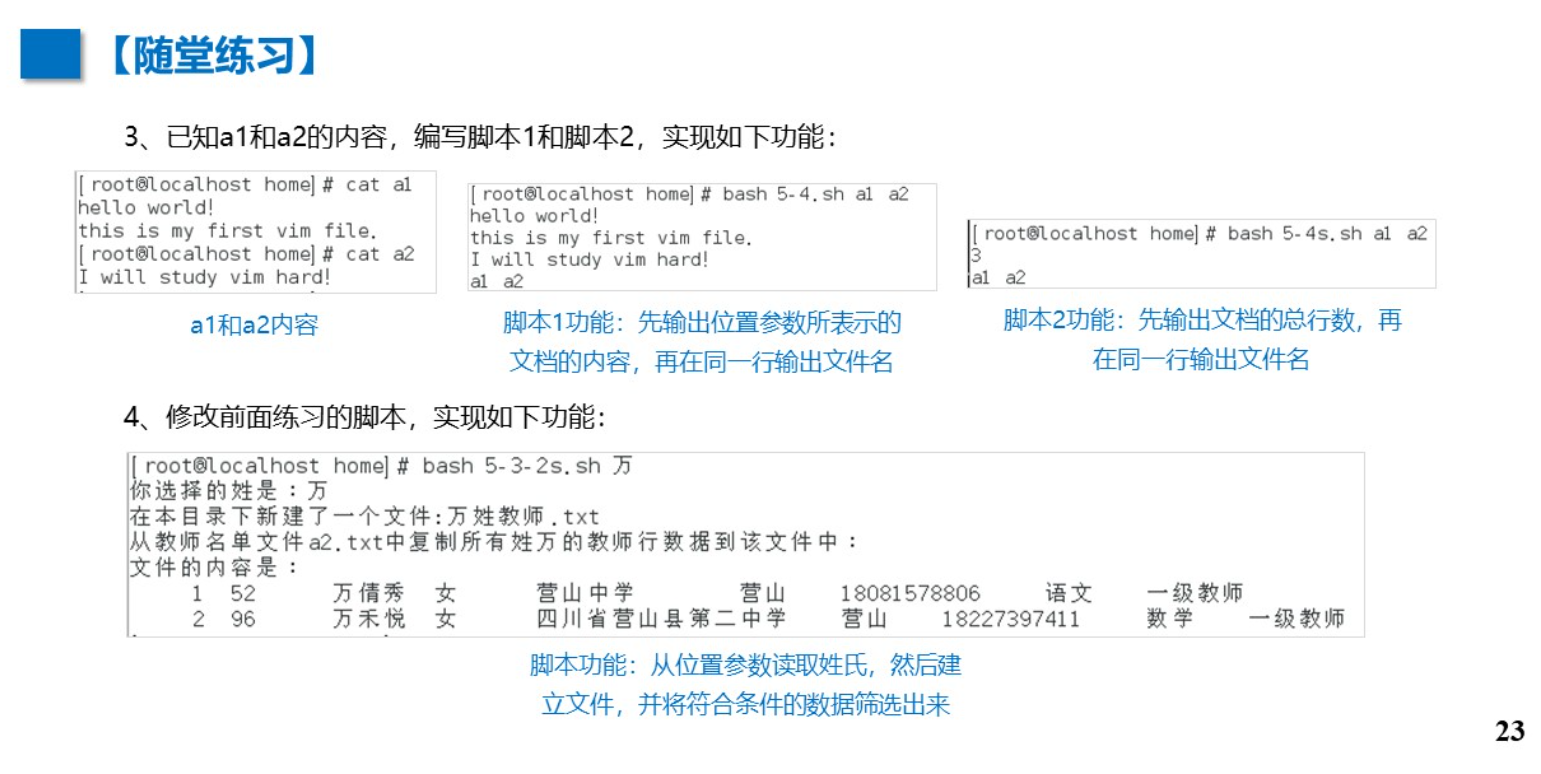 【随堂练习】
3、已知a1和a2的内容，编写脚本1和脚本2，实现如下功能：
[root@localhost home]# cat a1
hello world!
this is my first vim file.
[root@localhost home]# cat a2
I will study vim hard!
a1和a2内容
[root@localhost home]# bash 5-4.sh a1 a2
hello world!
this is my first vim file.
I will study vim hard!
a1 a2
脚本1功能：先输出位置参数所表示的
文档的内容，再在同一行输出文件名
[root@localhost home]# bash 5-4s.sh a1 a2
3
a1 a2
脚本2功能：先输出文档的总行数，再
在同一行输出文件名
4、修改前面练习的脚本，实现如下功能：
[root@localhost home]# bash 5-3-2s.sh 万
你选择的姓是：万
在本目录下新建了一个文件:万姓教师.txt
从教师名单文件a2.txt中复制所有姓万的教师行数据到该文件中：
文件的内容是：
1 52 万倩秀 女 营山中学 营山 18081578806 语文 一级教师
2 96 万禾悦 女 四川省营山县第二中学 营山 18227397411 数学 一级教师
脚本功能：从位置参数读取姓氏，然后建
立文件，并将符合条件的数据筛选出来
23